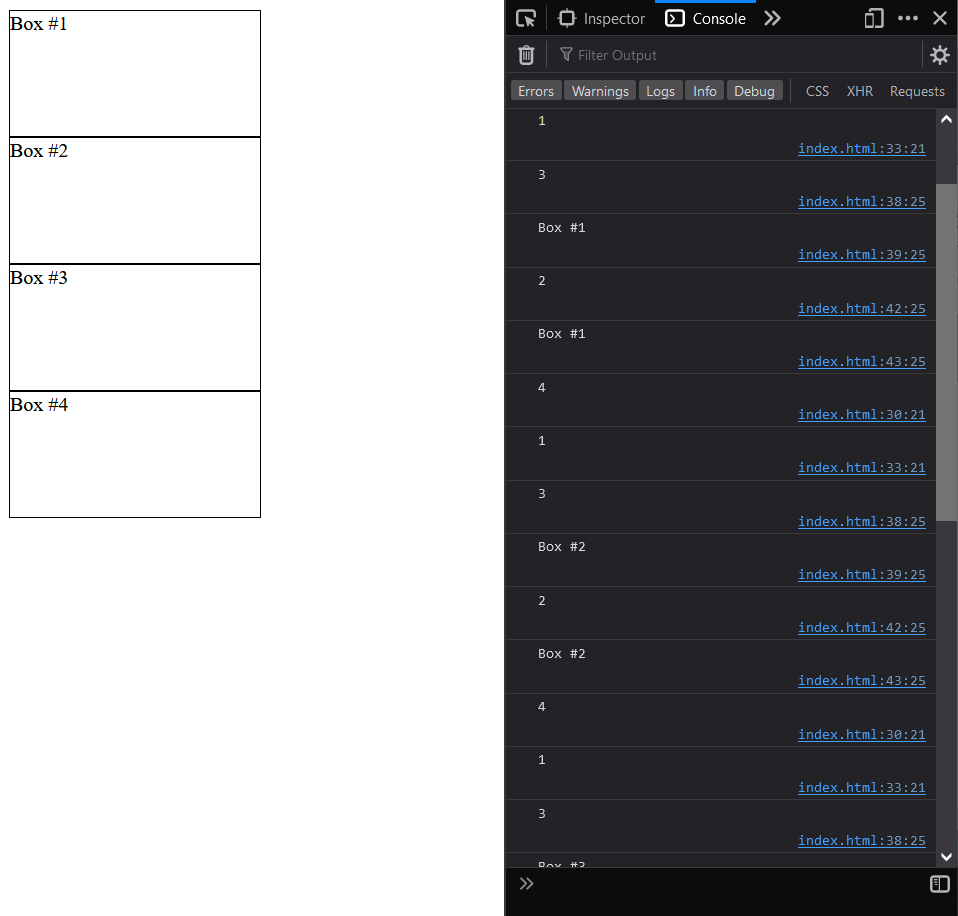 Box #1
Box #2
Box #3
Box #4
Inspector
Console
Filter Output
Errors Warnings Logs Info Debug CSS XHR Requests
1
index.html:33:21
3
index.html:38:25
Box #1
index.html:39:25
2
index.html:42:25
Box #1
index.html:43:25
4
index.html:30:21
1
index.html:33:21
3
index.html:38:25
Box #2
index.html:39:25
2
index.html:42:25
Box #2
index.html:43:25
4
index.html:30:21
1
index.html:33:21
3
index.html:38:25
Box #3